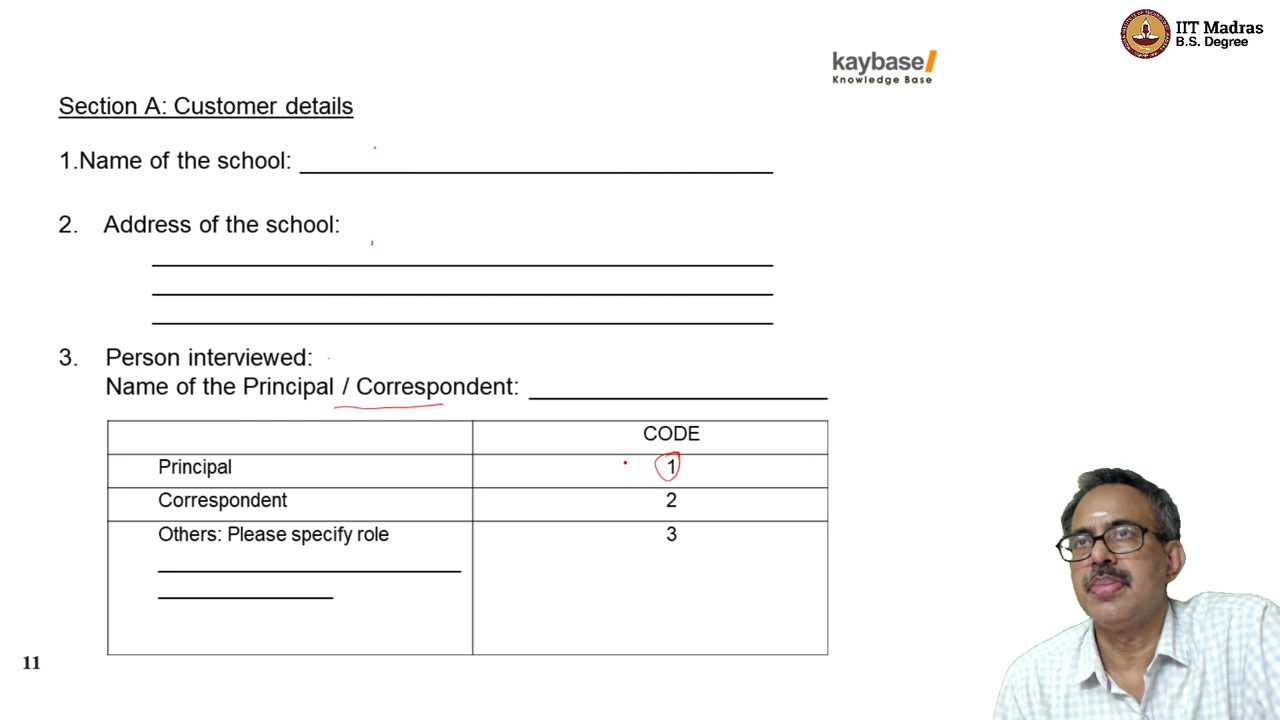 IIT Madras
B.S. Degree
kaybase
Knowledge Base
Section A: Customer details
1.Name of the school:
2. Address of the school:
3. Person interviewed:
Name of the Principal / Correspondent:
CODE
Principal 1
Correspondent 2
Others: Please specify role 3
11